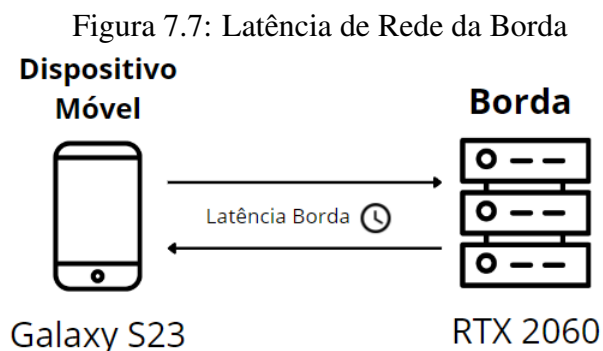 Figura 7.7: Latência de Rede da Borda
Dispositivo
Móvel
Borda
Latência Borda
Galaxy S23
RTX 2060